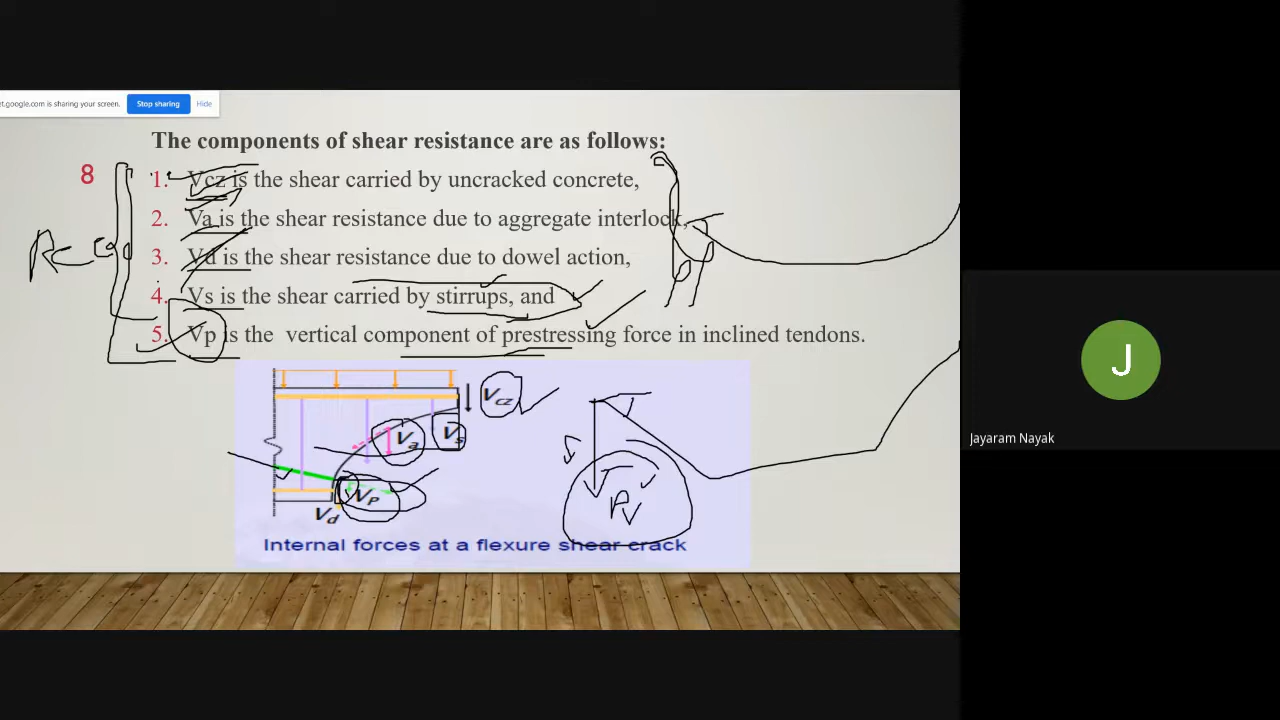 et.google.com is sharing your screen. Stop sharing Hide
The components of shear resistance are as follows:
8
1. Vcz is the shear carried by uncracked concrete,
2. Va is the shear resistance due to aggregate interlock,
3. Vd is the shear resistance due to dowel action,
4. Vs is the shear carried by stirrups, and
5. Vp is the vertical component of prestressing force in inclined tendons.
Vcz
Va Vs
Vp
Vd
Pv
Internal forces at a flexure shear crack
J
Jayaram Nayak